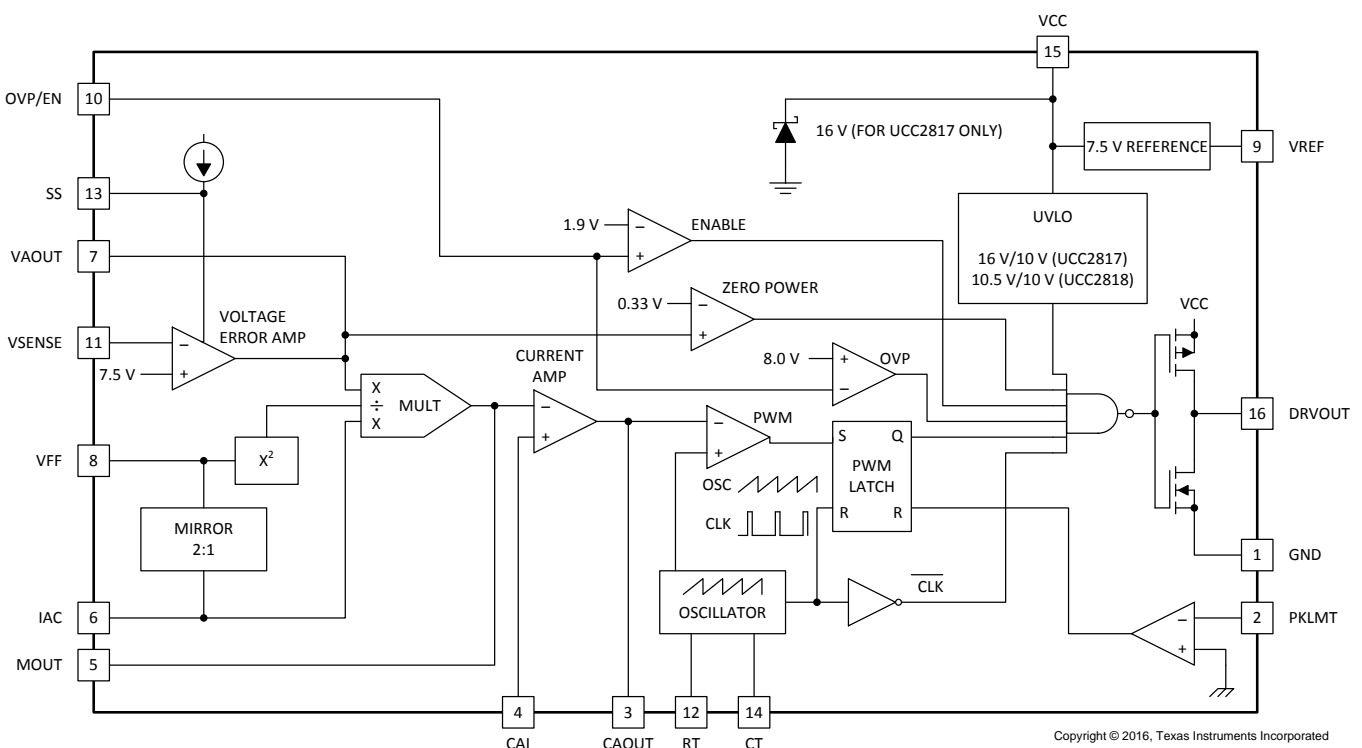 VCC
15
OVP/EN
10
16 V (FOR UCC2817 ONLY)
7.5 V REFERENCE
9
VREF
SS
13
UVLO
16 V/10 V (UCC2817)
10.5 V/10 V (UCC2818)
1.9 V
−
+
ENABLE
VAOUT
7
0.33 V
−
+
ZERO POWER
VCC
VOLTAGE
ERROR AMP
VSENSE
11
−
7.5 V
+
8.0 V
+
−
OVP
CURRENT
AMP
X
÷
X
MULT
−
+
PWM
−
+
S
Q
PWM
LATCH
R
R
16
DRVOUT
VFF
8
X²
OSC
CLK
MIRROR
2:1
1
GND
OSCILLATOR
CLK
IAC
6
2
PKLMT
−
+
MOUT
5
4
3
12
14
CAI
CAOUT
RT
CT
Copyright © 2016, Texas Instruments Incorporated